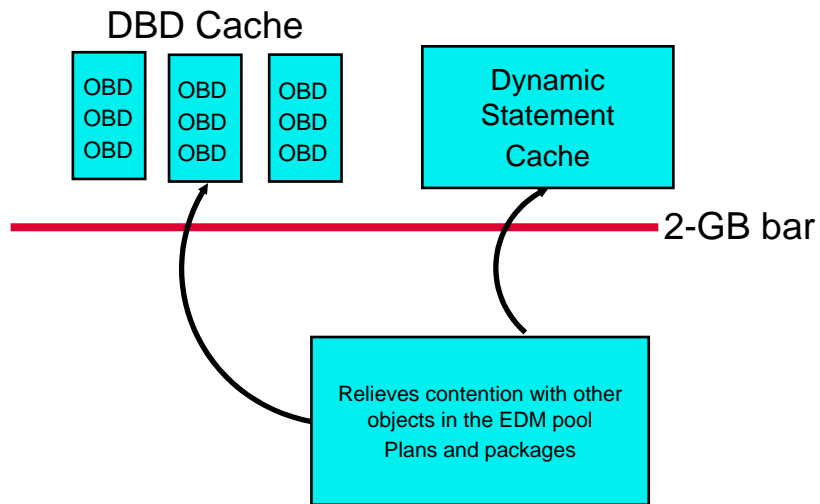 DBD Cache
OBD
OBD
OBD
OBD
OBD
OBD
OBD
OBD
OBD
Dynamic
Statement
Cache
2-GB bar
Relieves contention with other
objects in the EDM pool
Plans and packages